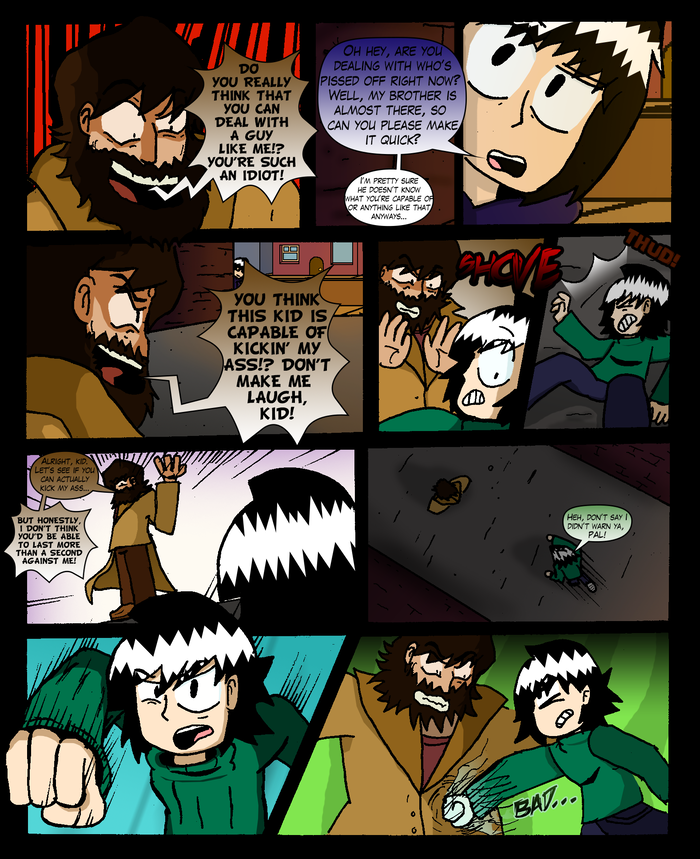 DO
YOU REALLY
THINK THAT
YOU CAN
DEAL WITH
A GUY
LIKE ME!?
YOU'RE SUCH
AN IDIOT!
OH HEY, ARE YOU
DEALING WITH WHO'S
PISSED OFF RIGHT NOW?
WELL, MY BROTHER IS
ALMOST THERE, SO
CAN YOU PLEASE MAKE
IT QUICK?
I'M PRETTY SURE
HE DOESN'T KNOW
WHAT YOU'RE CAPABLE OF
OR ANYTHING LIKE THAT
ANYWAYS...
YOU THINK
THIS KID IS
CAPABLE OF
KICKIN' MY
ASS!? DON'T
MAKE ME
LAUGH,
KID!
SHOVE
THUD!
ALRIGHT, KID.
LET'S SEE IF YOU
CAN ACTUALLY
KICK MY ASS...
BUT HONESTLY,
I DON'T THINK
YOU'D BE ABLE
TO LAST MORE
THAN A SECOND
AGAINST ME!
HEH, DON'T SAY I
DIDN'T WARN YA,
PAL!
BAD...